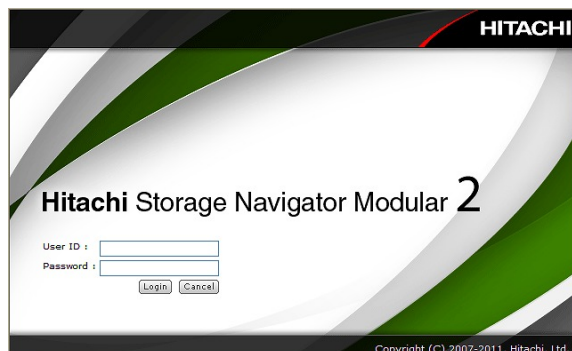 HITACHI
Hitachi Storage Navigator Modular 2
User ID :
Password :
Login Cancel
Copyright (C) 2007-2011, Hitachi, Ltd.